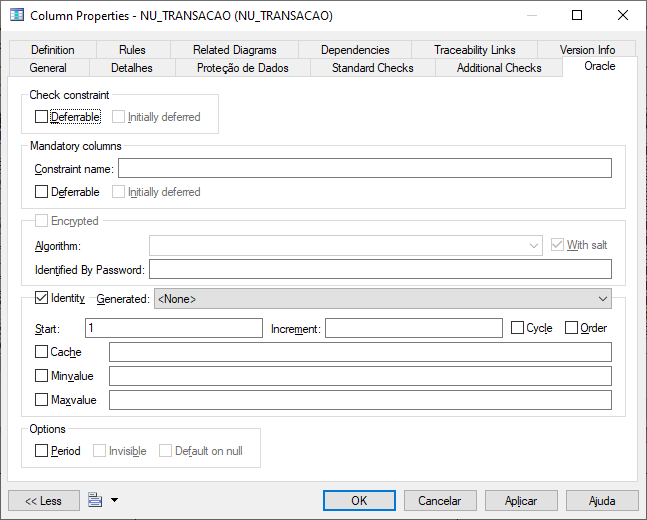 Column Properties - NU_TRANSACAO (NU_TRANSACAO)
Definition Rules Related Diagrams Dependencies Traceability Links Version Info
General Detalhes Proteção de Dados Standard Checks Additional Checks Oracle
Check constraint
Deferrable Initially deferred
Mandatory columns
Constraint name:
Deferrable Initially deferred
Encrypted
Algorithm: With salt
Identified By Password:
Identity Generated: <None>
Start: 1 Increment: Cycle Order
Cache
Minvalue
Maxvalue
Options
Period Invisible Default on null
<< Less OK Cancelar Aplicar Ajuda